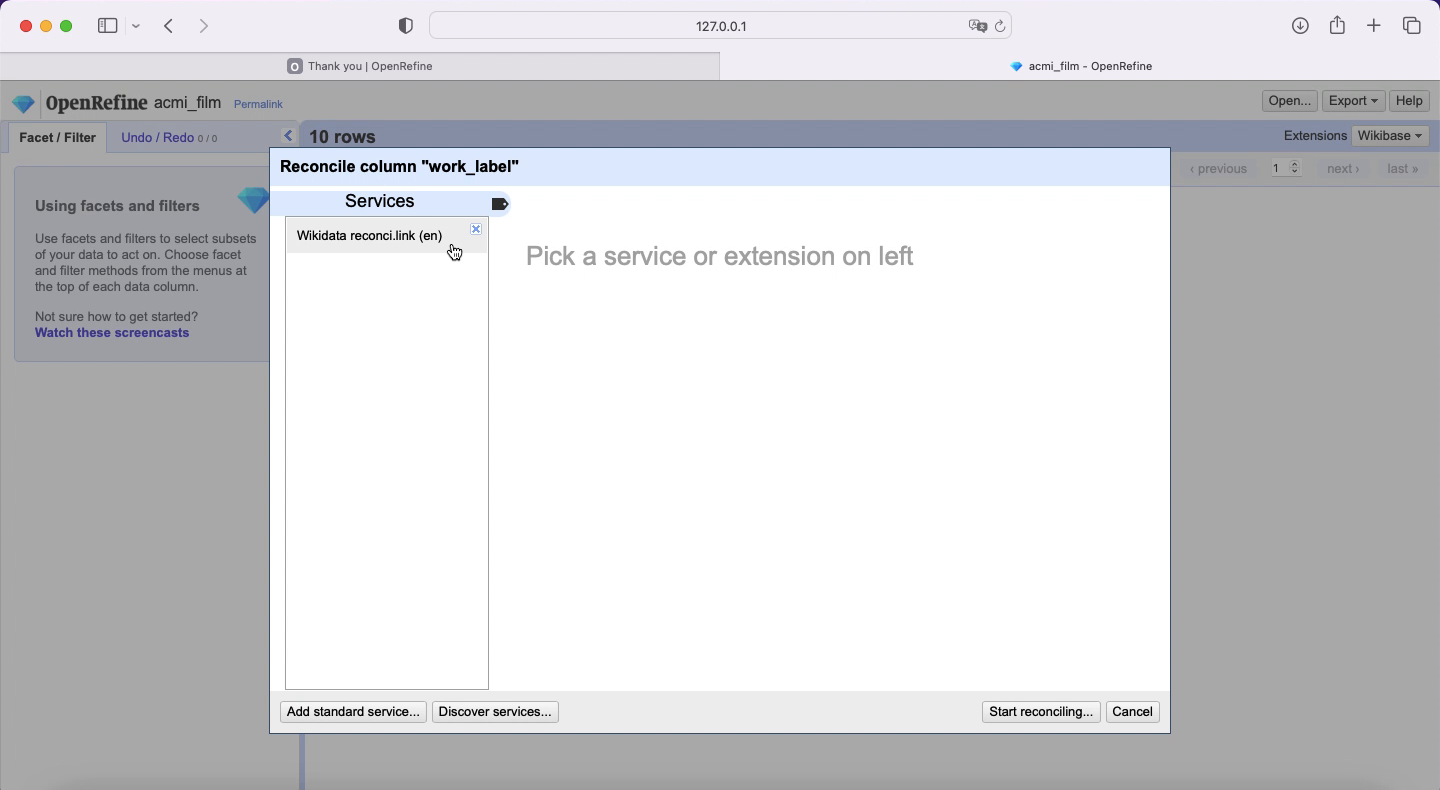 127.0.0.1
Thank you | OpenRefine
acmi_film - OpenRefine
OpenRefine acmi_film Permalink
Open... Export Help
Facet / Filter Undo / Redo 0 / 0
10 rows
Extensions Wikibase
‹ previous 1 next › last »
Using facets and filters
Use facets and filters to select subsets
of your data to act on. Choose facet
and filter methods from the menus at
the top of each data column.
Not sure how to get started?
Watch these screencasts
Reconcile column "work_label"
Services
Wikidata reconci.link (en)
Pick a service or extension on left
Add standard service... Discover services...
Start reconciling... Cancel